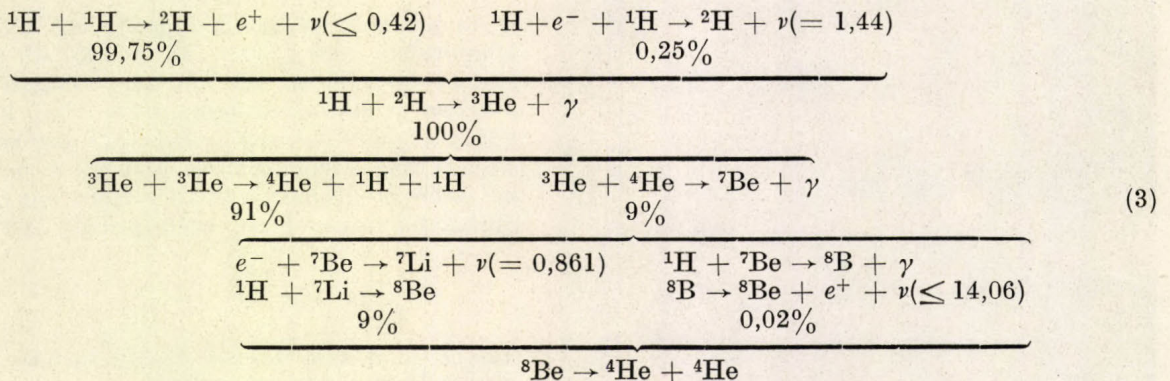 ¹H + ¹H → ²H + e⁺ + ν(≤ 0,42) ¹H+e⁻ + ¹H → ²H + ν(= 1,44)
99,75% 0,25%
¹H + ²H → ³He + γ
100%
³He + ³He → ⁴He + ¹H + ¹H ³He + ⁴He → ⁷Be + γ
91% 9%
(3)
e⁻ + ⁷Be → ⁷Li + ν(= 0,861) ¹H + ⁷Be → ⁸B + γ
¹H + ⁷Li → ⁸Be ⁸B → ⁸Be + e⁺ + ν(≤ 14,06)
9% 0,02%
⁸Be → ⁴He + ⁴He